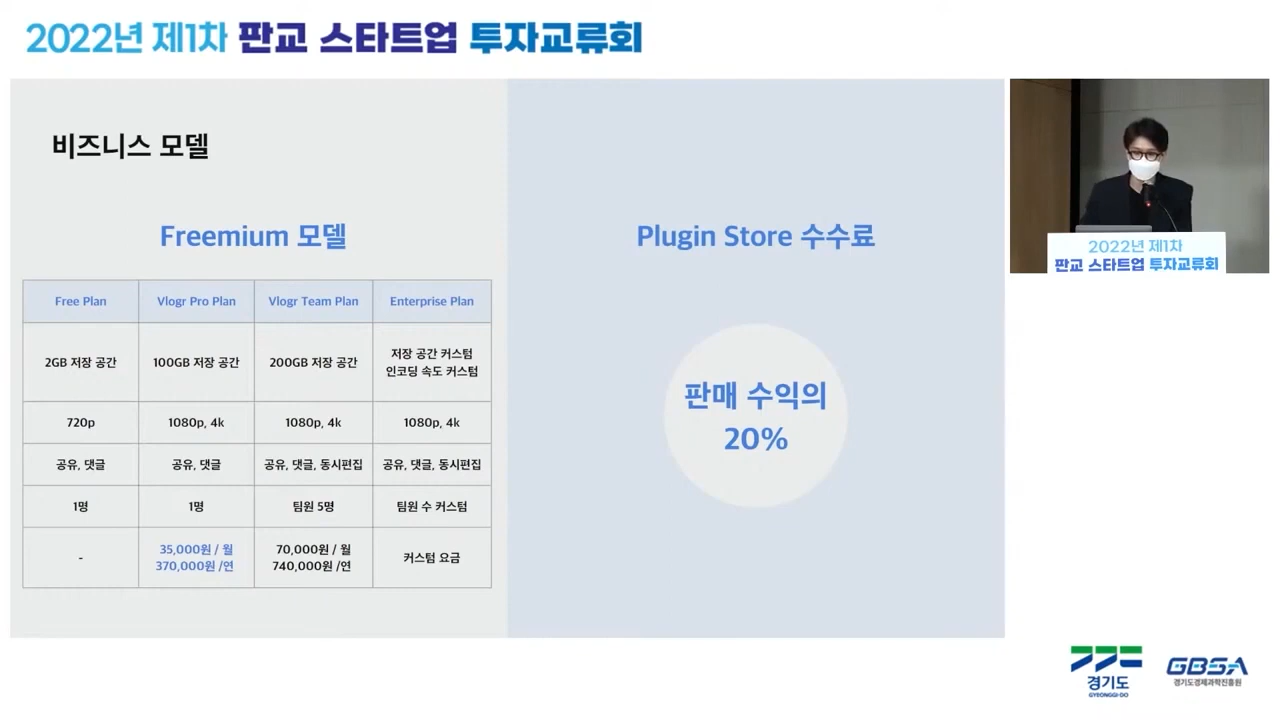 2022년 제1차 판교 스타트업 투자교류회
비즈니스 모델
Freemium 모델
Free Plan Vlogr Pro Plan Vlogr Team Plan Enterprise Plan
2GB 저장 공간 100GB 저장 공간 200GB 저장 공간 저장 공간 커스텀
인코딩 속도 커스텀
720p 1080p, 4k 1080p, 4k 1080p, 4k
공유, 댓글 공유, 댓글 공유, 댓글, 동시편집 공유, 댓글, 동시편집
1명 1명 팀원 5명 팀원 수 커스텀
- 35,000원 / 월 70,000원 / 월 커스텀 요금
370,000원 /연 740,000원 /연
Plugin Store 수수료
판매 수익의
20%
2022년 제1차
판교 스타트업 투자교류회
경기도
GYEONGGI-DO
GBSA
경기도경제과학진흥원